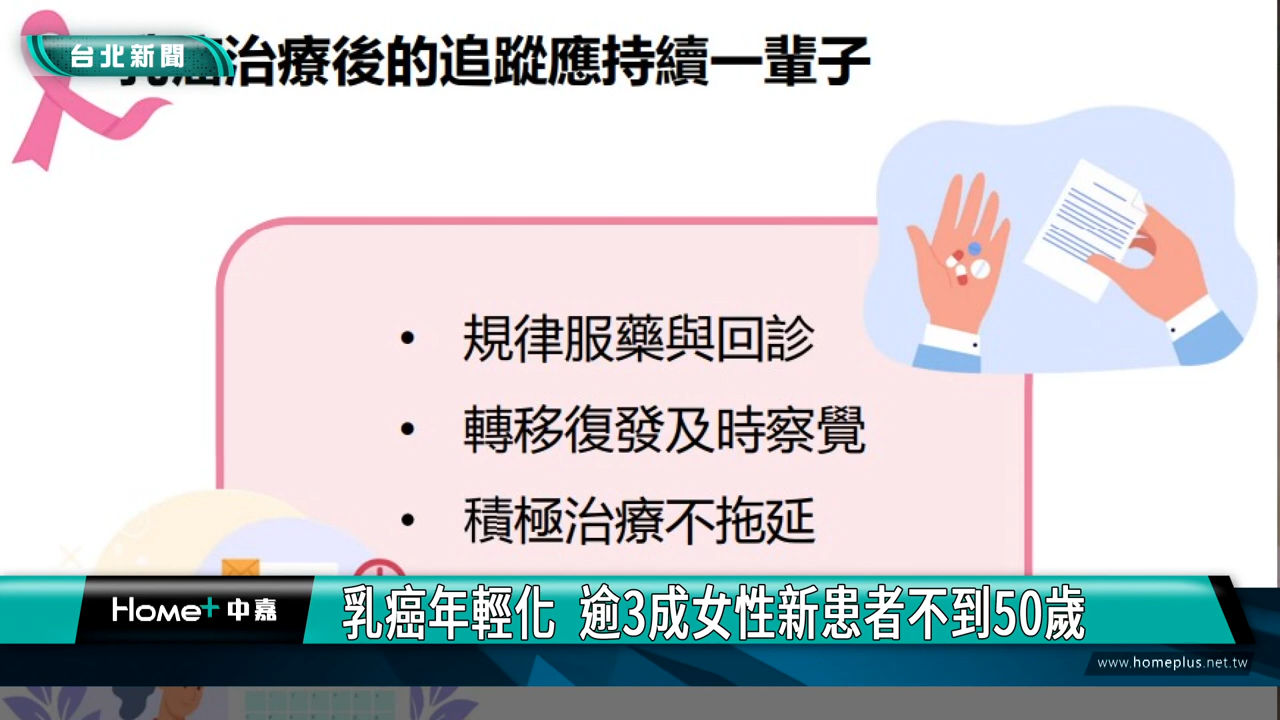 台北新聞
治療後的追蹤應持續一輩子
• 規律服藥與回診
• 轉移復發及時察覺
• 積極治療不拖延
Home+ 中嘉
乳癌年輕化 逾3成女性新患者不到50歲
www.homeplus.net.tw